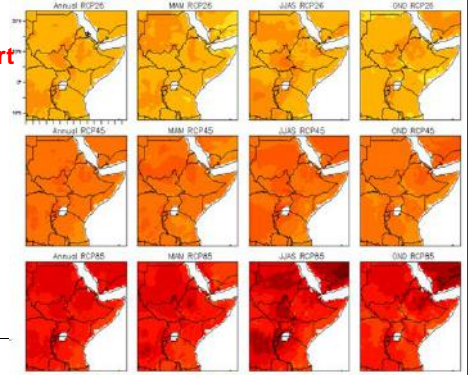 Annual RCP26 MAM RCP26 JJAS RCP26 OND RCP26
rt
Annual RCP45 MAM RCP45 JJAS RCP45 OND RCP45
Annual RCP85 MAM RCP85 JJAS RCP85 OND RCP85